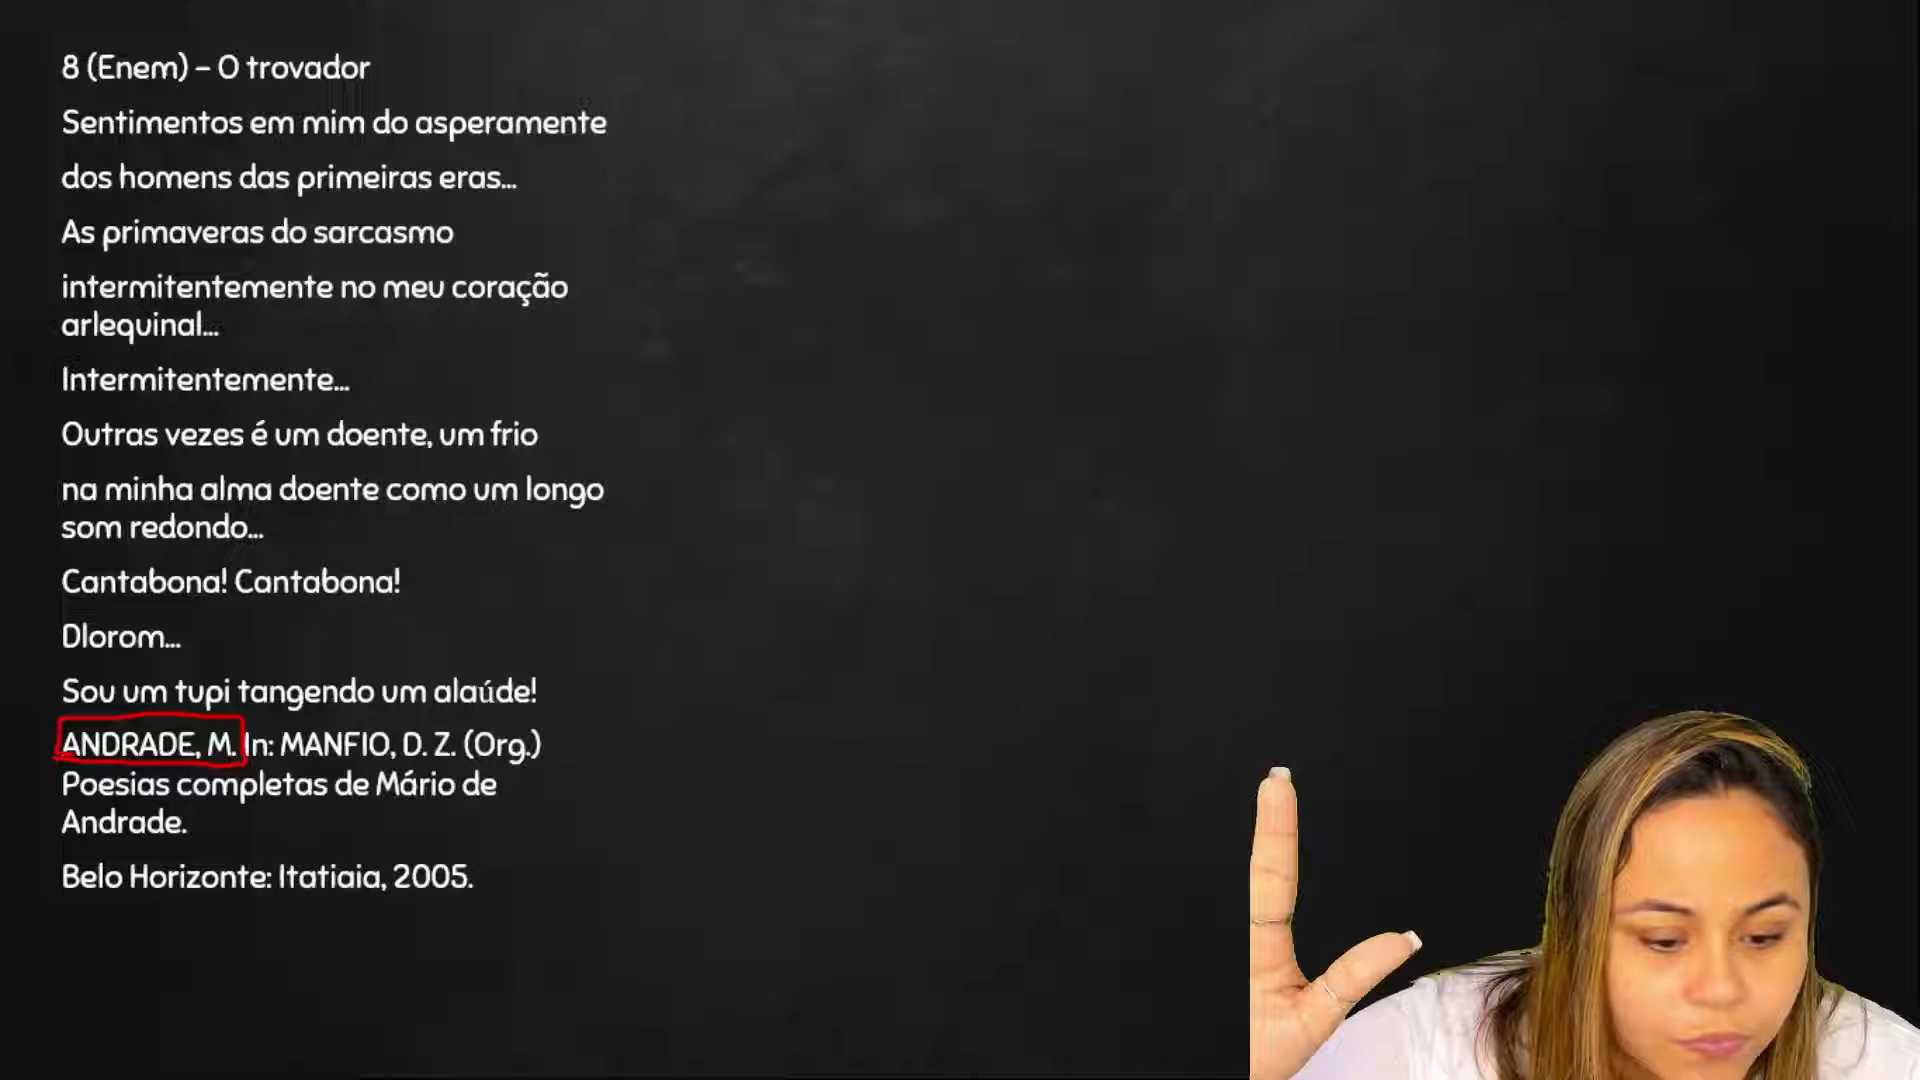 8 (Enem) – O trovador
Sentimentos em mim do asperamente
dos homens das primeiras eras...
As primaveras do sarcasmo
intermitentemente no meu coração
arlequinal...
Intermitentemente...
Outras vezes é um doente, um frio
na minha alma doente como um longo
som redondo...
Cantabona! Cantabona!
Dlorom...
Sou um tupi tangendo um alaúde!
ANDRADE, M. In: MANFIO, D. Z. (Org.)
Poesias completas de Mário de
Andrade.
Belo Horizonte: Itatiaia, 2005.